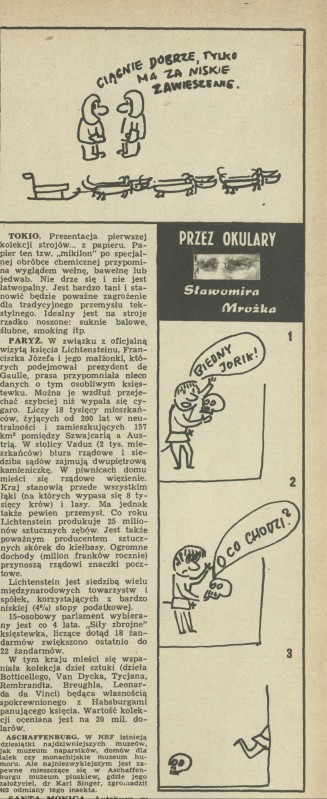 CIĄGNIE DOBRZE, TYLKO
MA ZA NISKIE
ZAWIESZENIE.
TOKIO. Prezentacja pierwszej
kolekcji strojów... z papieru. Pa-
pier ten tzw. „mikilon” po specjal-
nej obróbce chemicznej przypomi-
na wyglądem wełnę, bawełnę lub
jedwab. Nie drze się i nie jest
łatwopalny. Jest bardzo tani i sta-
nowić będzie poważne zagrożenie
dla tradycyjnego przemysłu tek-
stylnego. Idealny jest na stroje
rzadko noszone: suknie balowe,
ślubne, smoking itp.
PARYŻ. W związku z oficjalną
wizytą księcia Lichtensteinu, Fran-
ciszka Józefa i jego małżonki, któ-
rych podejmował prezydent de
Gaulle, prasa przypomniała nieco
danych o tym osobliwym księs-
tewku. Można je wzdłuż przeje-
chać szybciej niż wypala się cy-
garo. Liczy 18 tysięcy mieszkań-
ców, żyjących od 200 lat w neu-
tralności i zamieszkujących 157
km² pomiędzy Szwajcarią a Aus-
trią. W stolicy Vaduz (2 tys. mie-
szkańców) biura rządowe i sie-
dziba sądów zajmują dwupiętrową
kamieniczkę. W piwnicach domu
mieści się rządowe więzienie.
Kraj stanowią przede wszystkim
łąki (na których wypasa się 8 ty-
sięcy krów) i lasy. Ma jednak
także pewien przemysł. Co roku
Lichtenstein produkuje 25 milio-
nów sztucznych zębów. Jest także
poważnym producentem sztucz-
nych skórek do kiełbasy. Ogromne
dochody (milion franków rocznie)
przynoszą rządowi znaczki pocz-
towe.
Lichtenstein jest siedzibą wielu
międzynarodowych towarzystw i
spółek, korzystających z bardzo
niskiej (4%) stopy podatkowej.
15-osobowy parlament wybiera-
ny jest co 4 lata. „Siły zbrojne”
księstewka, liczące dotąd 18 żan-
darmów zwiększono ostatnio do
22 żandarmów.
W tym kraju mieści się wspa-
niała kolekcja dzieł sztuki (dzieła
Botticellego, Van Dycka, Tycjana,
Rembrandta, Breughla, Leonar-
da da Vinci) będąca własnością
spokrewnionego z Habsburgami
panującego księcia. Wartość kolek-
cji oceniana jest na 20 mil. do-
larów.
ASCHAFFENBURG. W NRF istnieją
dziesiątki najdziwniejszych muzeów,
jak muzeum naparstków, domów dla
lalek czy monachijskie muzeum hu-
moru. Ale najniezwyklejszym jest za-
pewne mieszczące się w Aschaffen-
burgu muzeum pluskiew, gdzie jego
założyciel, dr Karl Singer, zgromadził
403 odmiany tego insekta.
SANTA MONICA.
PRZEZ OKULARY
Sławomira
Mrożka
1
BIEDNY
JORIK!
2
O CO CHODZI?
3